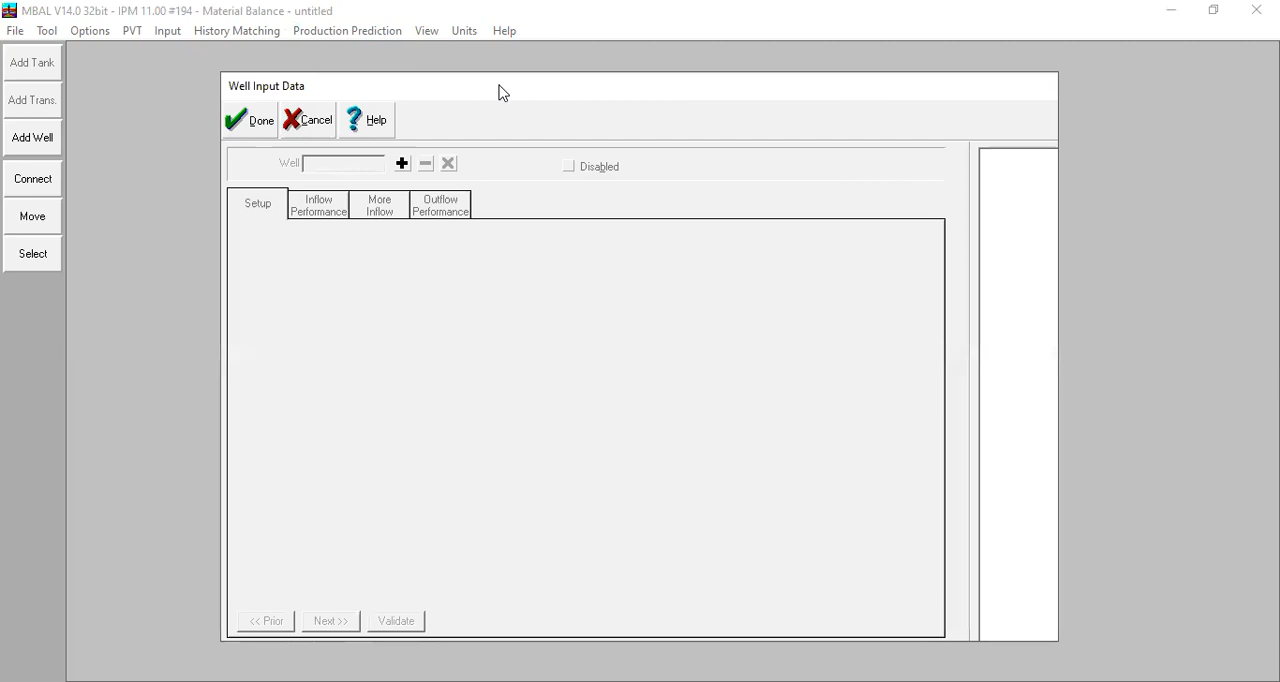 MBAL V14.0 32bit - IPM 11.00 #194 - Material Balance - untitled
File Tool Options PVT Input History Matching Production Prediction View Units Help
Add Tank
Add Trans.
Add Well
Connect
Move
Select
Well Input Data
Done Cancel Help
Well Disabled
Setup Inflow Performance More Inflow Outflow Performance
<< Prior Next >> Validate